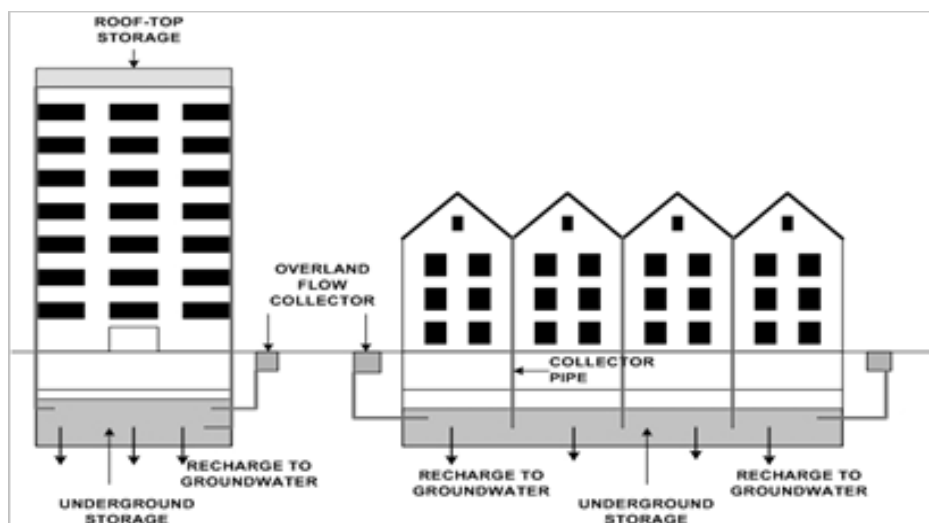 ROOF-TOP
STORAGE
OVERLAND
FLOW
COLLECTOR
COLLECTOR
PIPE
RECHARGE TO
GROUNDWATER
UNDERGROUND
STORAGE
RECHARGE TO
GROUNDWATER
UNDERGROUND
STORAGE
RECHARGE TO
GROUNDWATER